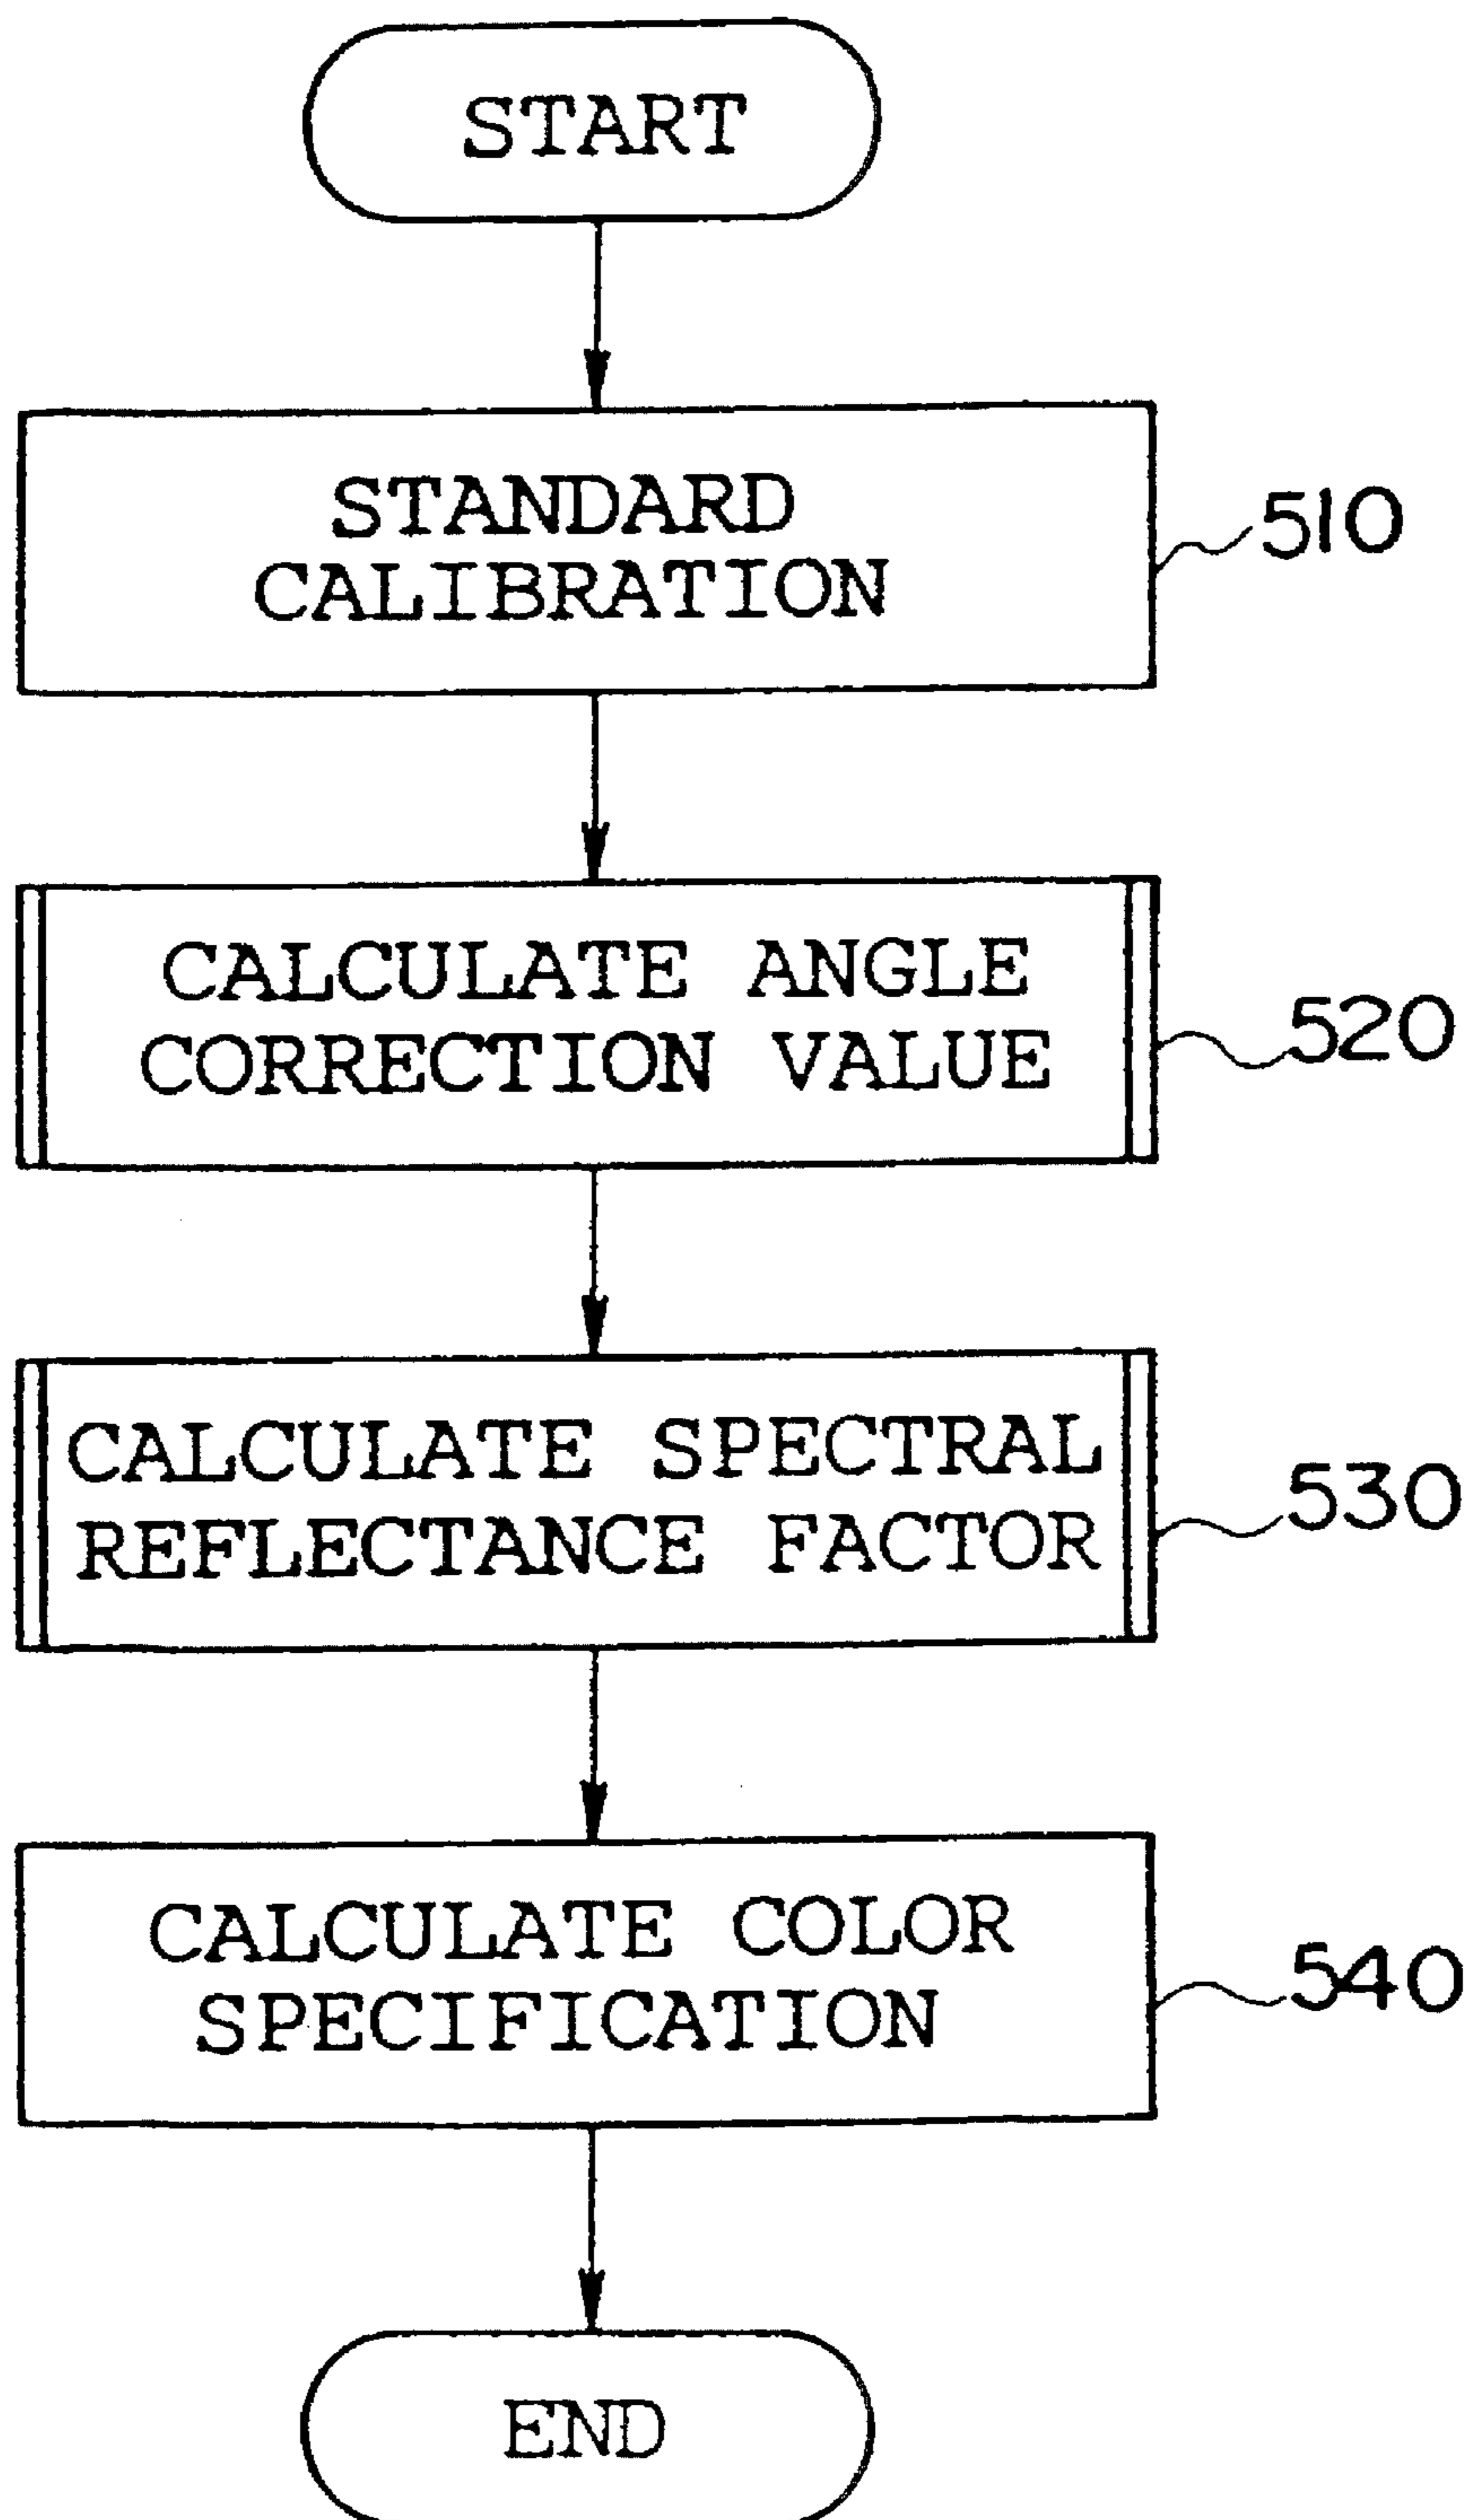 START
STANDARD
CALIBRATION
510
CALCULATE ANGLE
CORRECTION VALUE
520
CALCULATE SPECTRAL
REFLECTANCE FACTOR
530
CALCULATE COLOR
SPECIFICATION
540
END